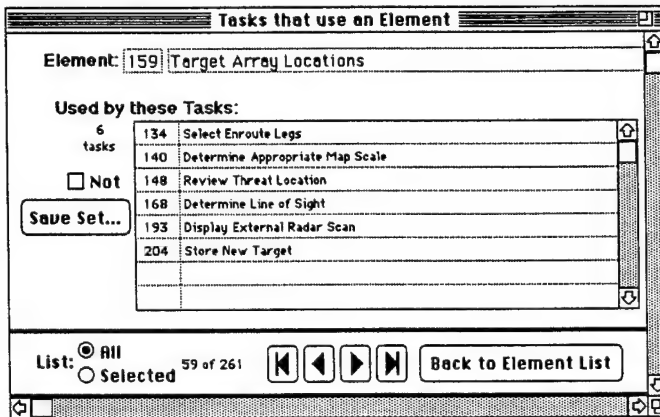 Tasks that use an Element
Element: 159 Target Array Locations
Used by these Tasks:
6 tasks
134 Select Enroute Legs
140 Determine Appropriate Map Scale
148 Review Threat Location
168 Determine Line of Sight
193 Display External Radar Scan
204 Store New Target
Not
Save Set...
List: All
Selected
59 of 261
Back to Element List